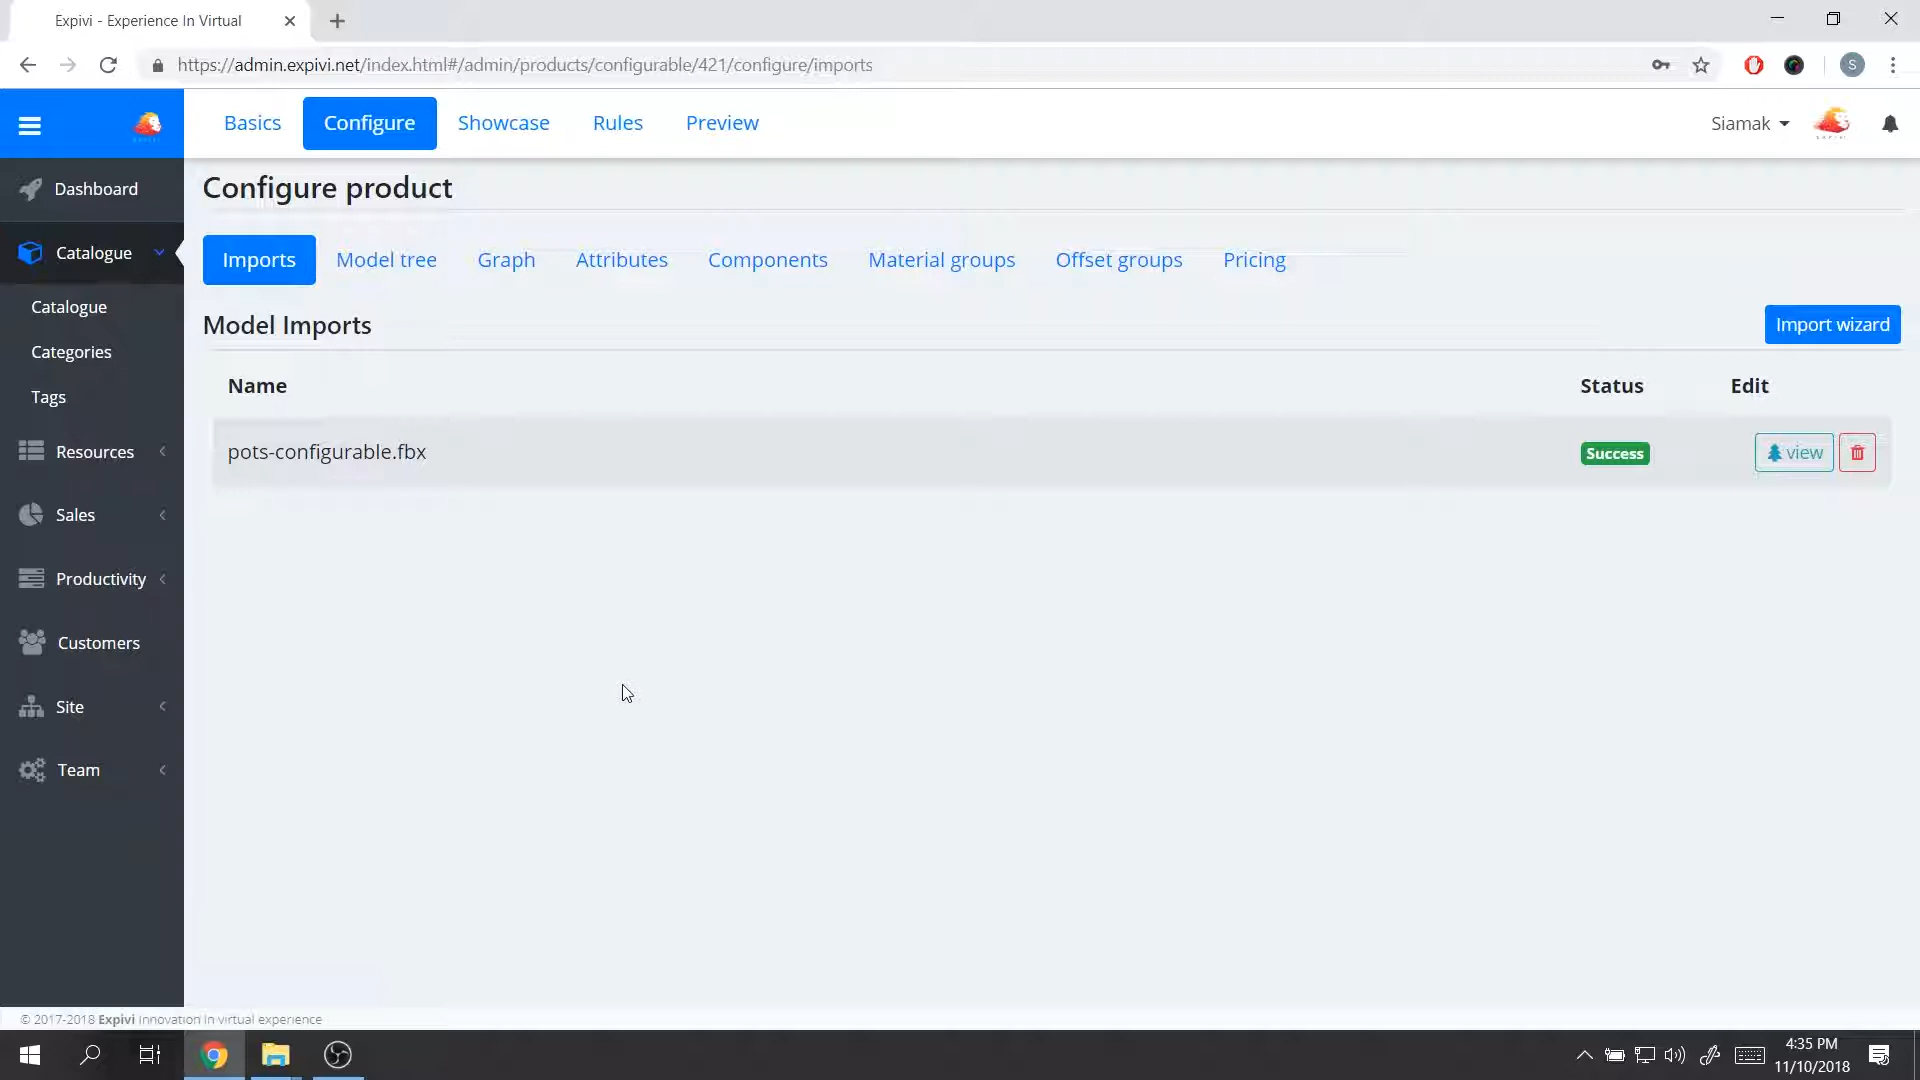 Expivi - Experience In Virtual
https://admin.expivi.net/index.html#/admin/products/configurable/421/configure/imports
S
Basics Configure Showcase Rules Preview
Siamak
Dashboard
Catalogue
Catalogue
Categories
Tags
Resources
Sales
Productivity
Customers
Site
Team
Configure product
Imports Model tree Graph Attributes Components Material groups Offset groups Pricing
Model Imports
Import wizard
Name Status Edit
pots-configurable.fbx Success view
© 2017-2018 Expivi Innovation in virtual experience
4:35 PM
11/10/2018